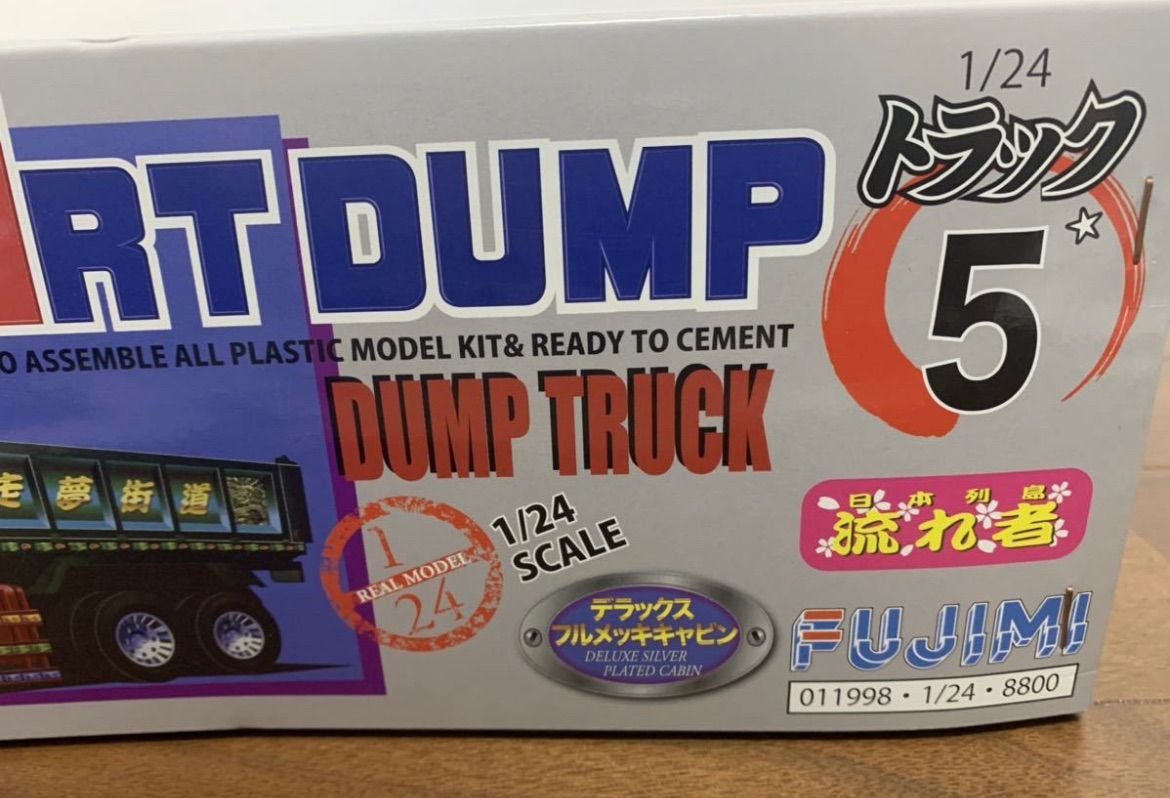 1/24
トラック
5
ART DUMP
O ASSEMBLE ALL PLASTIC MODEL KIT& READY TO CEMENT
DUMP TRUCK
夢街道
1
REAL MODEL
24
1/24
SCALE
日本列島
流れ者
デラックス
フルメッキキャビン
DELUXE SILVER
PLATED CABIN
FUJIMI
011998・1/24・8800